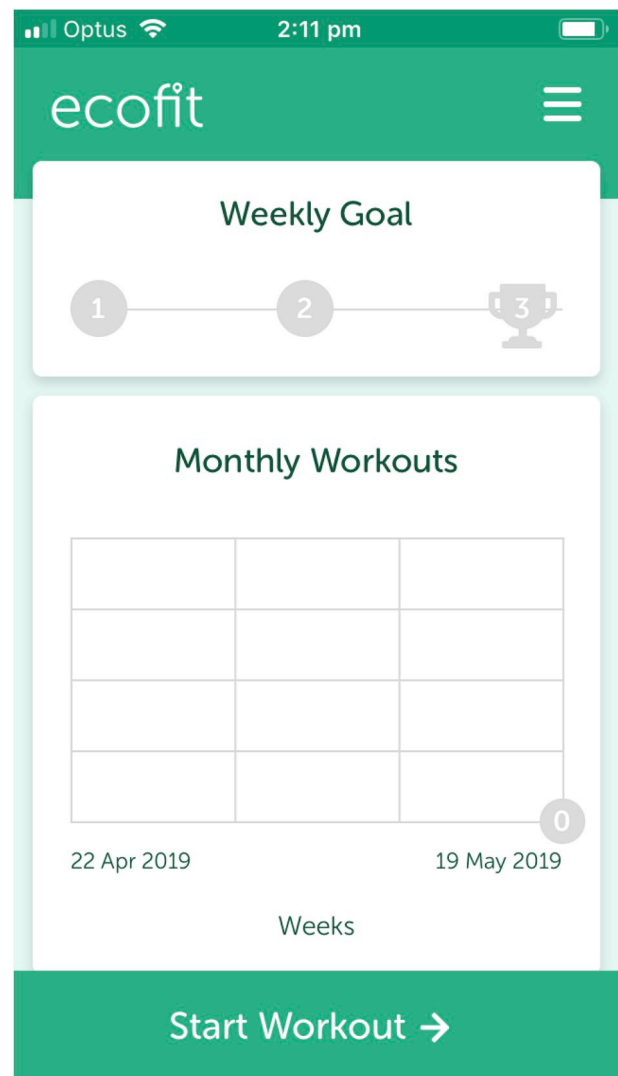 Optus 2:11 pm
ecofit
Weekly Goal
1 2 3
Monthly Workouts
0
22 Apr 2019 19 May 2019
Weeks
Start Workout →